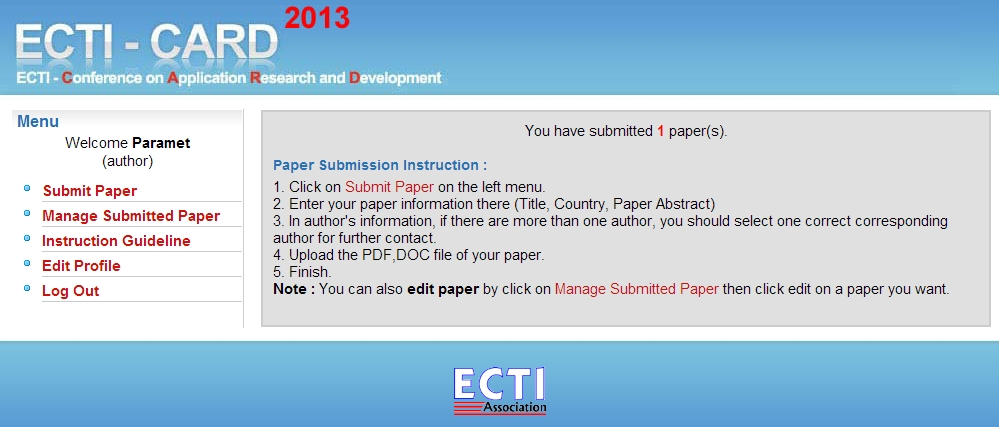 ECTI - CARD 2013
ECTI - Conference on Application Research and Development
Menu
Welcome Paramet
(author)
Submit Paper
Manage Submitted Paper
Instruction Guideline
Edit Profile
Log Out
You have submitted 1 paper(s).
Paper Submission Instruction :
1. Click on Submit Paper on the left menu.
2. Enter your paper information there (Title, Country, Paper Abstract)
3. In author's information, if there are more than one author, you should select one correct corresponding
author for further contact.
4. Upload the PDF,DOC file of your paper.
5. Finish.
Note : You can also edit paper by click on Manage Submitted Paper then click edit on a paper you want.
ECTI
Association